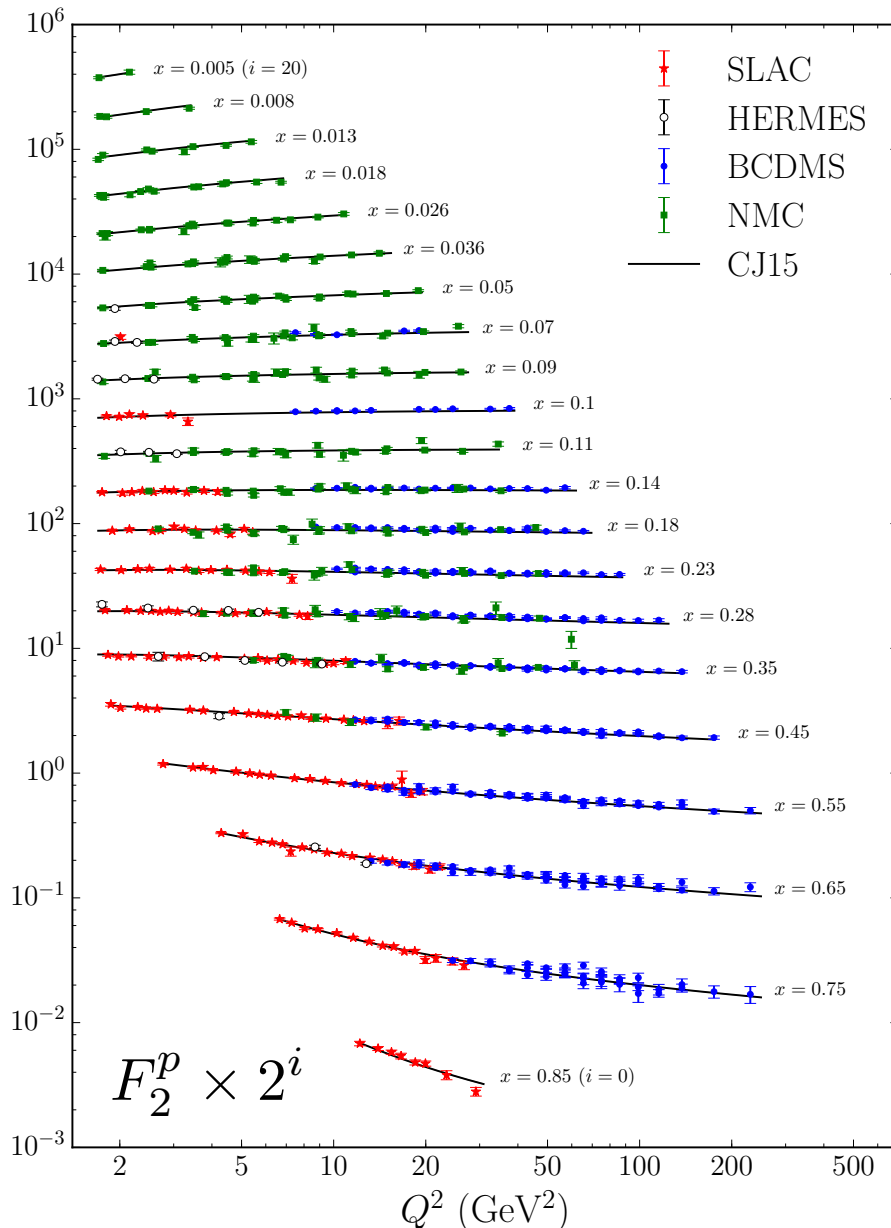 10^6
10^5
10^4
10^3
10^2
10^1
10^0
10^{-1}
10^{-2}
10^{-3}
x = 0.005 (i = 20)
x = 0.008
x = 0.013
x = 0.018
x = 0.026
x = 0.036
x = 0.05
x = 0.07
x = 0.09
x = 0.1
x = 0.11
x = 0.14
x = 0.18
x = 0.23
x = 0.28
x = 0.35
x = 0.45
x = 0.55
x = 0.65
x = 0.75
x = 0.85 (i=0)
SLAC
HERMES
BCDMS
NMC
CJ15
F_2^p × 2^i
2 5 10 20 50 100 200 500
Q^2 (GeV^2)